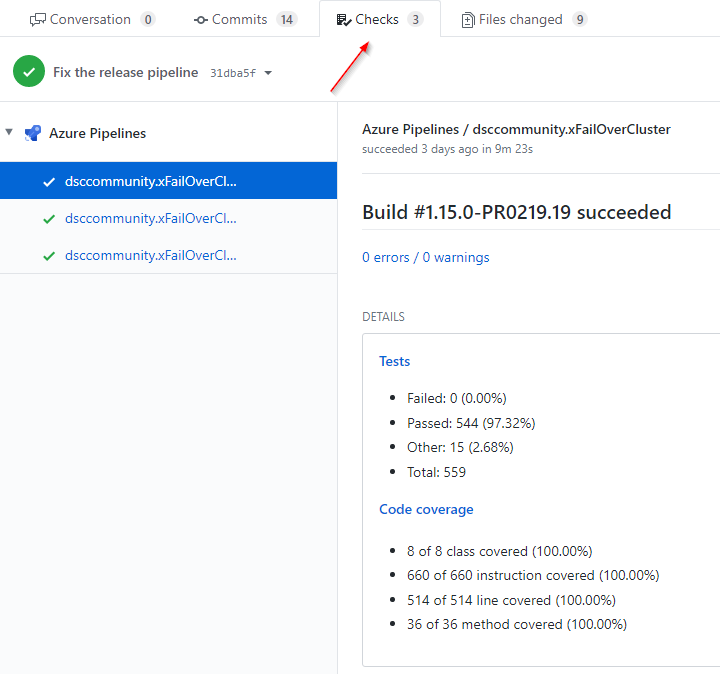 Conversation 0 Commits 14 Checks 3 Files changed 9
Fix the release pipeline 31dba5f
Azure Pipelines
dsccommunity.xFailOverCl...
dsccommunity.xFailOverCl...
dsccommunity.xFailOverCl...
Azure Pipelines / dsccommunity.xFailOverCluster
succeeded 3 days ago in 9m 23s
Build #1.15.0-PR0219.19 succeeded
0 errors / 0 warnings
DETAILS
Tests
Failed: 0 (0.00%)
Passed: 544 (97.32%)
Other: 15 (2.68%)
Total: 559
Code coverage
8 of 8 class covered (100.00%)
660 of 660 instruction covered (100.00%)
514 of 514 line covered (100.00%)
36 of 36 method covered (100.00%)